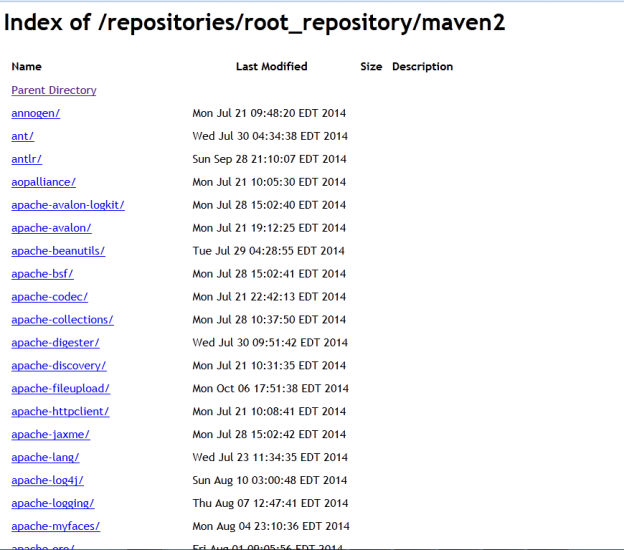 Index of /repositories/root_repository/maven2
Name Last Modified Size Description
Parent Directory
annogen/ Mon Jul 21 09:48:20 EDT 2014
ant/ Wed Jul 30 04:34:38 EDT 2014
antlr/ Sun Sep 28 21:10:07 EDT 2014
aopalliance/ Mon Jul 21 10:05:30 EDT 2014
apache-avalon-logkit/ Mon Jul 28 15:02:40 EDT 2014
apache-avalon/ Mon Jul 21 19:12:25 EDT 2014
apache-beanutils/ Tue Jul 29 04:28:55 EDT 2014
apache-bsf/ Mon Jul 28 15:02:41 EDT 2014
apache-codec/ Mon Jul 21 22:42:13 EDT 2014
apache-collections/ Mon Jul 28 10:37:50 EDT 2014
apache-digester/ Wed Jul 30 09:51:42 EDT 2014
apache-discovery/ Mon Jul 21 10:31:35 EDT 2014
apache-fileupload/ Mon Oct 06 17:51:38 EDT 2014
apache-httpclient/ Mon Jul 21 10:08:41 EDT 2014
apache-jaxme/ Mon Jul 28 15:02:42 EDT 2014
apache-lang/ Wed Jul 23 11:34:35 EDT 2014
apache-log4j/ Sun Aug 10 03:00:48 EDT 2014
apache-logging/ Thu Aug 07 12:47:41 EDT 2014
apache-myfaces/ Mon Aug 04 23:10:36 EDT 2014
apache-oro/ Fri Aug 01 09:05:56 EDT 2014